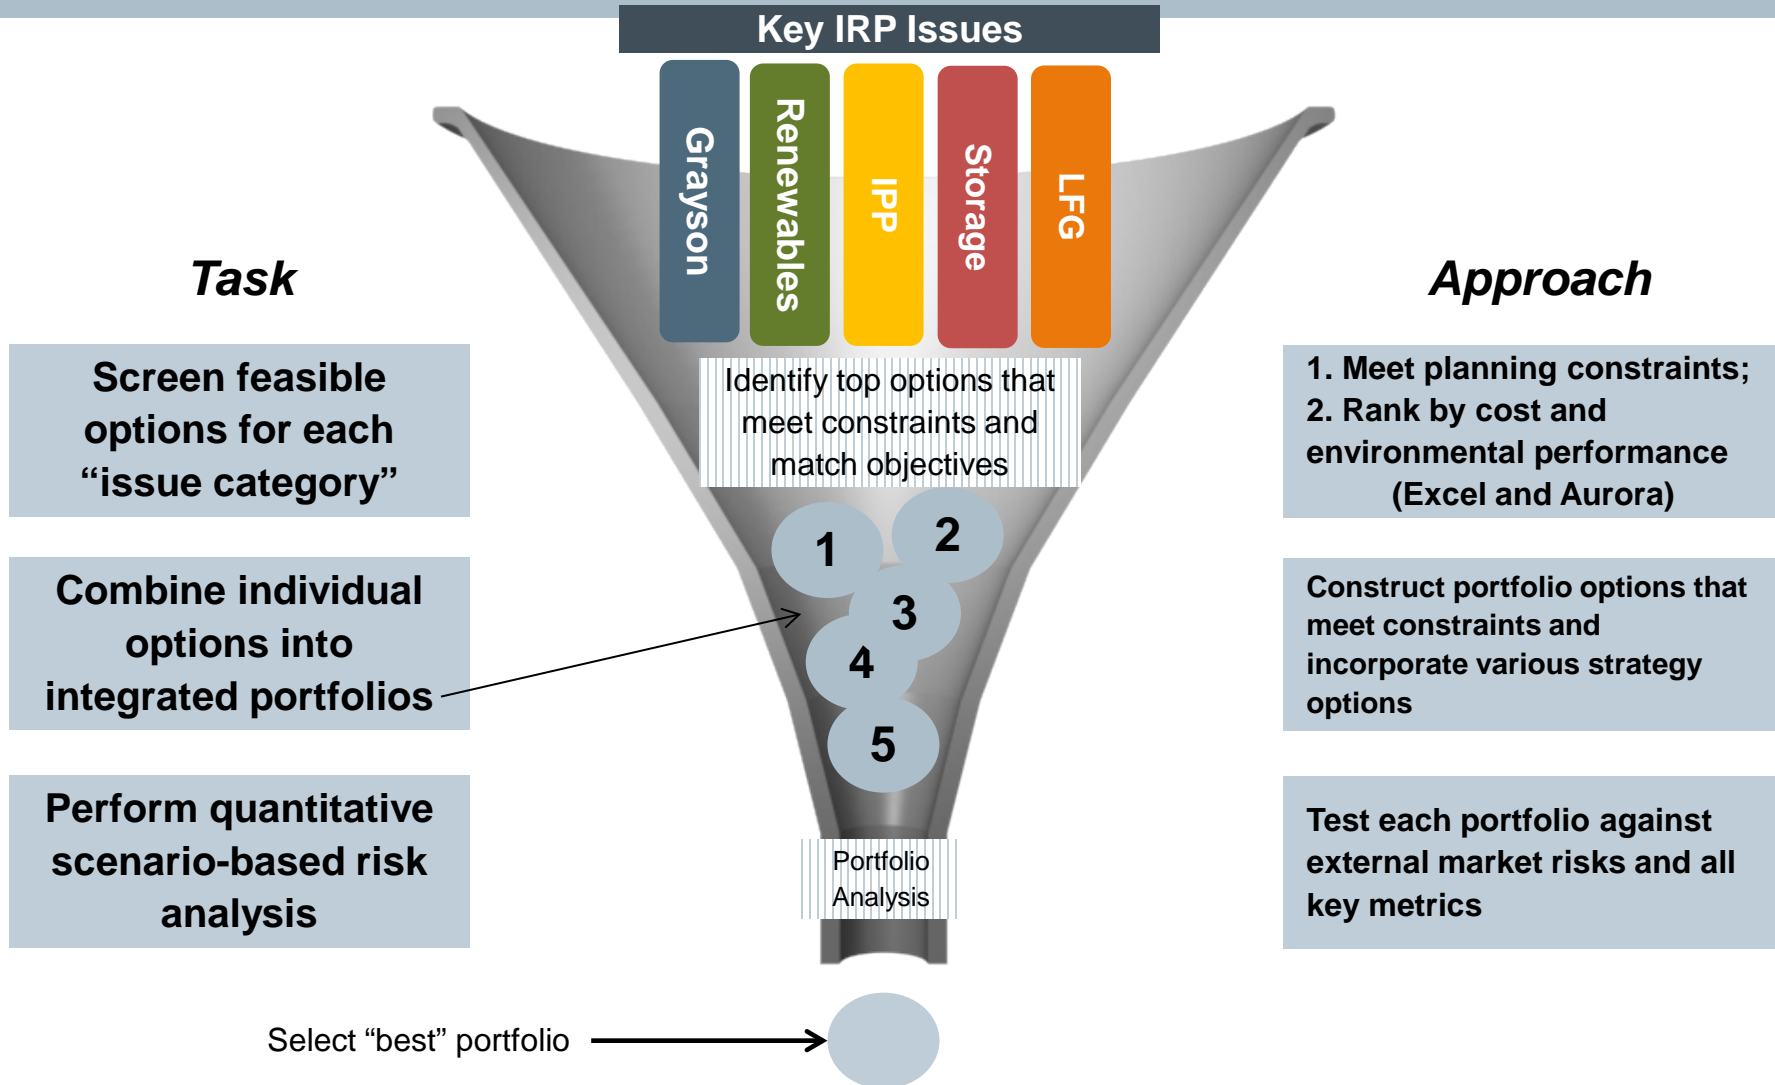 Key IRP Issues
Grayson
Renewables
IPP
Storage
LFG
Task
Approach
Screen feasible
options for each
“issue category”
Identify top options that
meet constraints and
match objectives
1. Meet planning constraints;
2. Rank by cost and
environmental performance
(Excel and Aurora)
1
2
3
4
5
Combine individual
options into
integrated portfolios
Construct portfolio options that
meet constraints and
incorporate various strategy
options
Perform quantitative
scenario-based risk
analysis
Portfolio
Analysis
Test each portfolio against
external market risks and all
key metrics
Select “best” portfolio